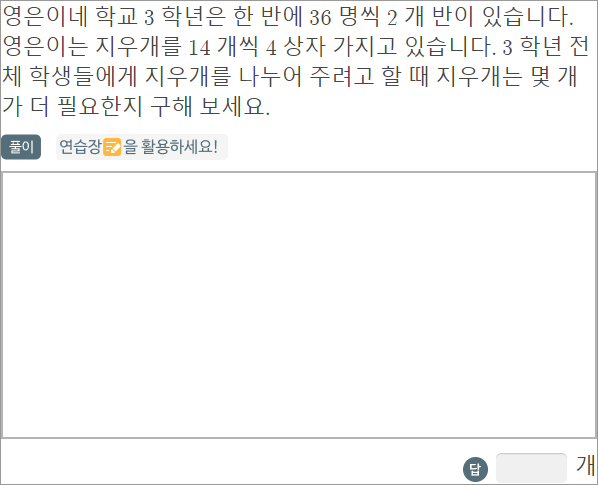 영은이네 학교 3 학년은 한 반에 36 명씩 2 개 반이 있습니다.
영은이는 지우개를 14 개씩 4 상자 가지고 있습니다. 3 학년 전
체 학생들에게 지우개를 나누어 주려고 할 때 지우개는 몇 개
가 더 필요한지 구해 보세요.
풀이 연습장을 활용하세요!
답 개